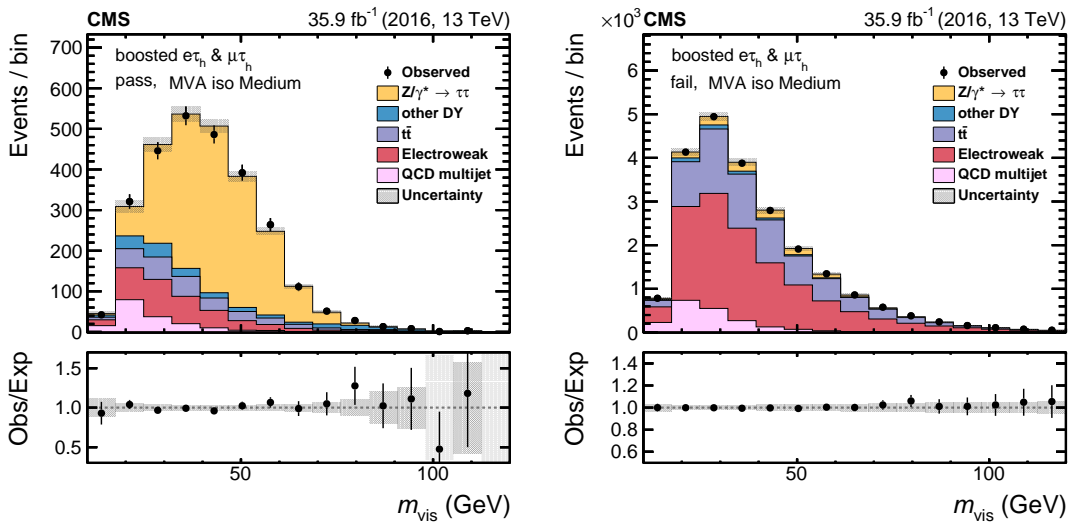 CMS 35.9 fb⁻¹ (2016, 13 TeV)
Events / bin
700
600
500
400
300
200
100
0
boosted eτₕ & μτₕ
pass, MVA iso Medium
Observed
Z/γ* → ττ
other DY
tt̄
Electroweak
QCD multijet
Uncertainty
Obs/Exp
1.5
1.0
0.5
50 100
m_vis (GeV)
×10³ CMS 35.9 fb⁻¹ (2016, 13 TeV)
Events / bin
6
5
4
3
2
1
0
boosted eτₕ & μτₕ
fail, MVA iso Medium
Observed
Z/γ* → ττ
other DY
tt̄
Electroweak
QCD multijet
Uncertainty
Obs/Exp
1.4
1.2
1.0
0.8
0.6
50 100
m_vis (GeV)